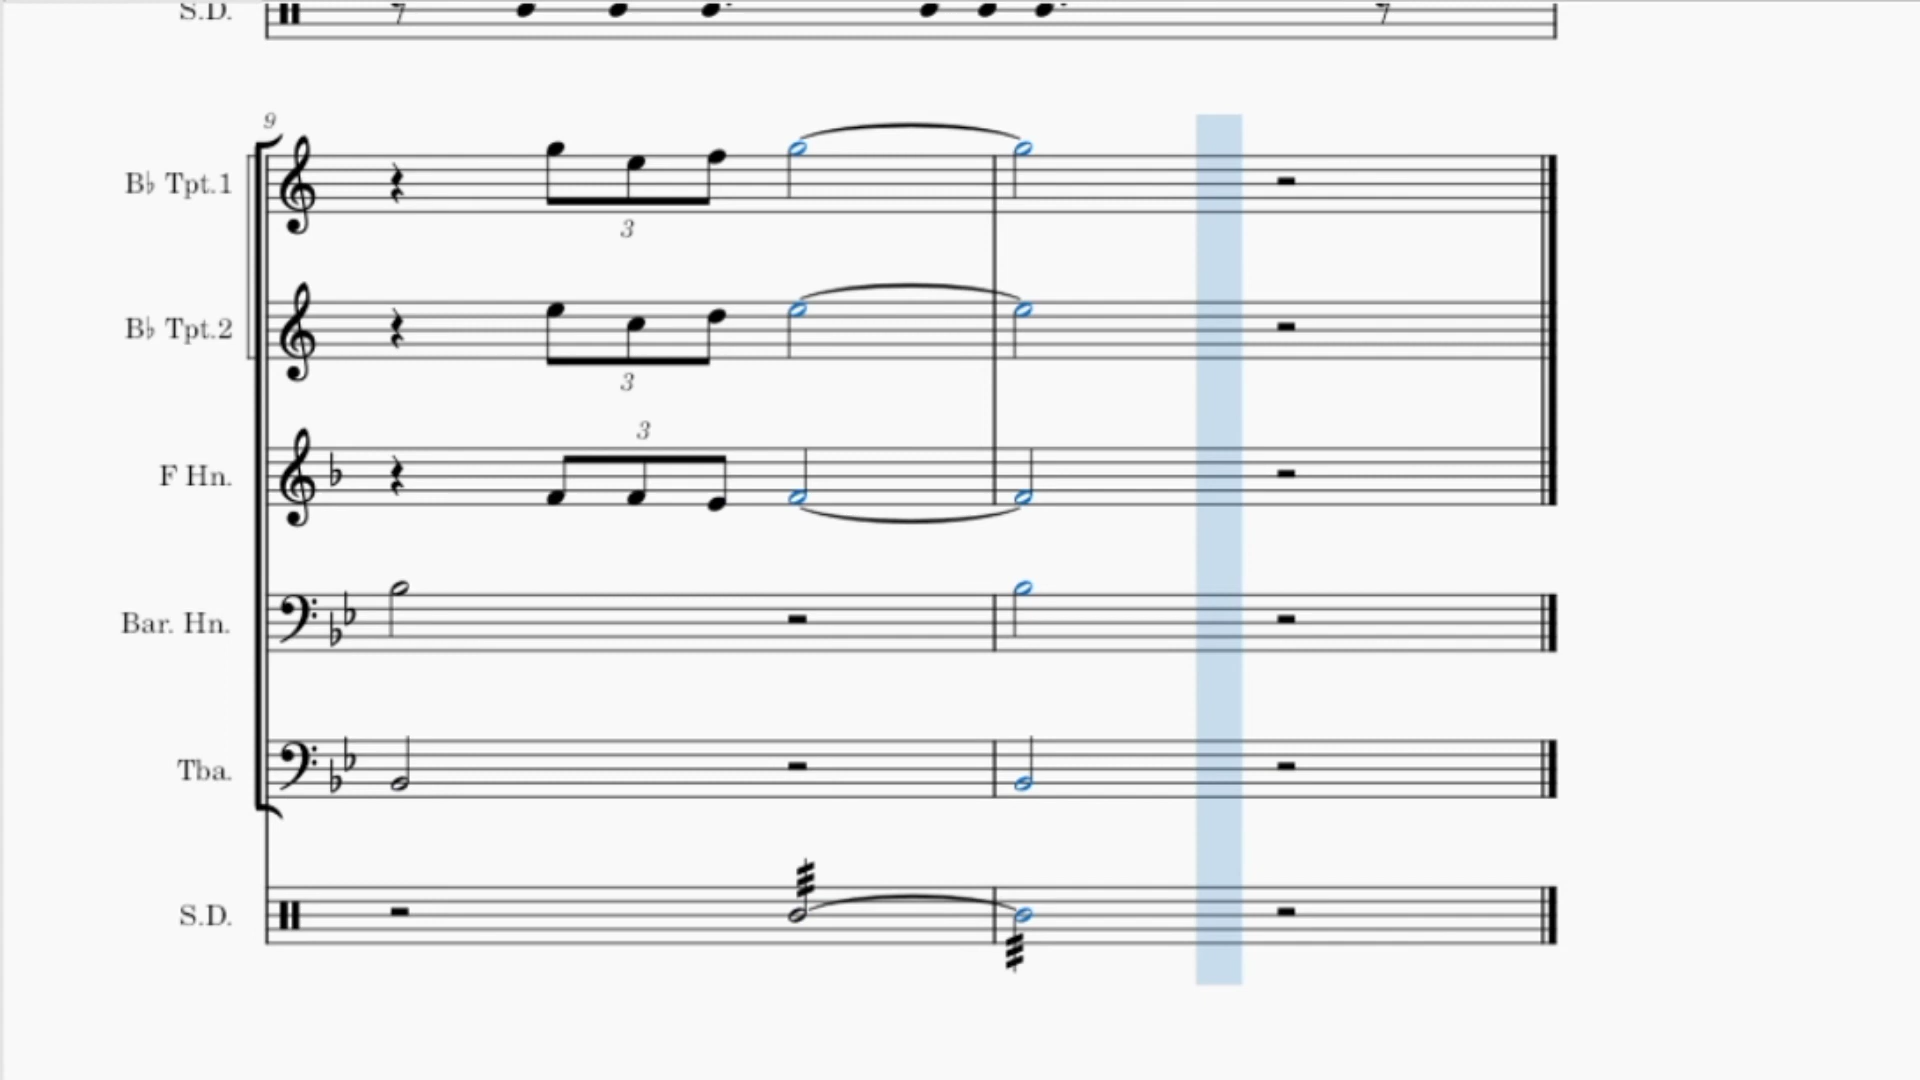 S.D.
9
B♭ Tpt.1
3
B♭ Tpt.2
3
3
F Hn.
Bar. Hn.
Tba.
S.D.